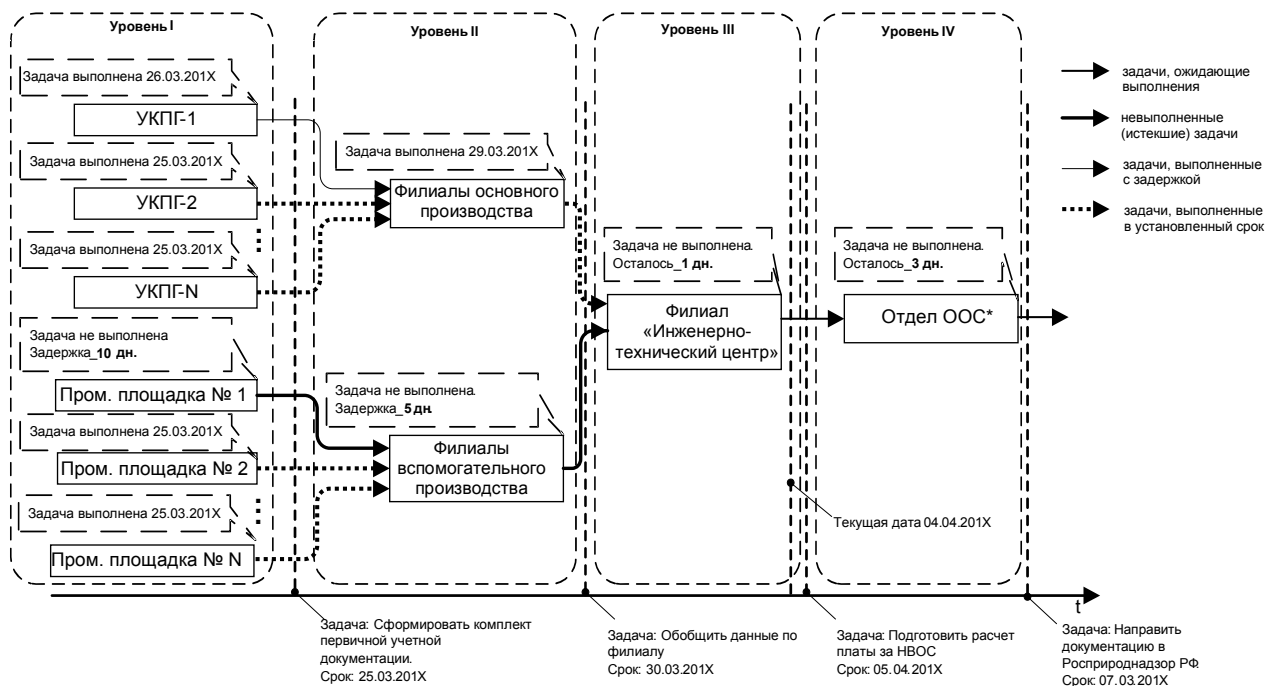 Уровень I
Уровень II
Уровень III
Уровень IV
Задача выполнена 26.03.201X
УКПГ-1
Задача выполнена 25.03.201X
УКПГ-2
Задача выполнена 25.03.201X
УКПГ-N
Задача не выполнена
Задержка_10 дн.
Пром. площадка № 1
Задача выполнена 25.03.201X
Пром. площадка № 2
Задача выполнена 25.03.201X
Пром. площадка № N
Задача выполнена 29.03.201X
Филиалы основного
производства
Задача не выполнена.
Задержка_5 дн.
Филиалы
вспомогательного
производства
Задача не выполнена.
Осталось_1 дн.
Филиал
«Инженерно-
технический центр»
Задача не выполнена.
Осталось_3 дн.
Отдел ООС*
задачи, ожидающие
выполнения
невыполненные
(истекшие) задачи
задачи, выполненные
с задержкой
задачи, выполненные
в установленный срок
Текущая дата 04.04.201X
t
Задача: Сформировать комплект
первичной учетной
документации.
Срок: 25.03.201X
Задача: Обобщить данные по
филиалу
Срок: 30.03.201X
Задача: Подготовить расчет
платы за НВОС
Срок: 05.04.201X
Задача: Направить
документацию в
Росприроднадзор РФ
Срок: 07.03.201X